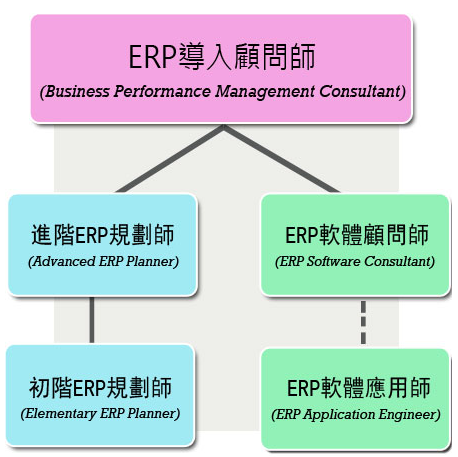 ERP導入顧問師
(Business Performance Management Consultant)
進階ERP規劃師
(Advanced ERP Planner)
ERP軟體顧問師
(ERP Software Consultant)
初階ERP規劃師
(Elementary ERP Planner)
ERP軟體應用師
(ERP Application Engineer)